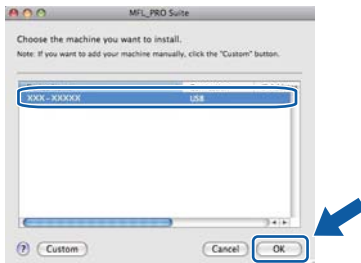 MFL_PRO Suite
Choose the machine you want to install.
Note: If you want to add your machine manually, click the "Custom" button.
XXX-XXXXX USB
? Custom Cancel OK